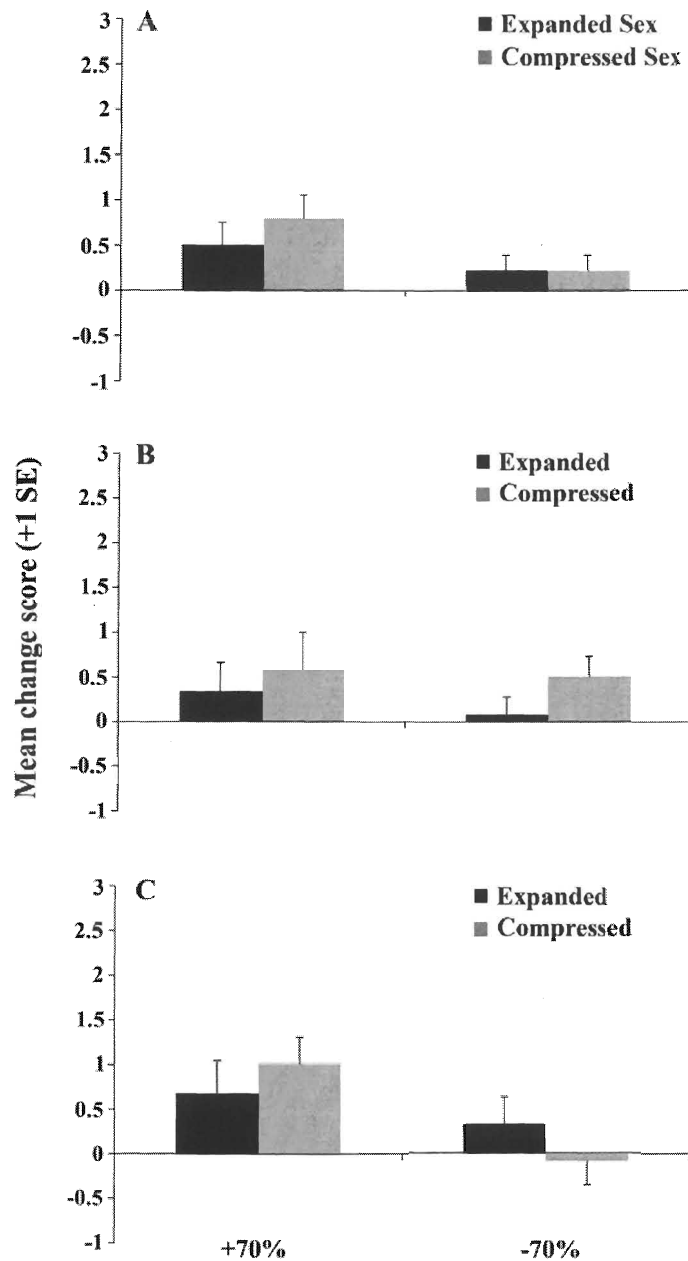 A
Expanded Sex
Compressed Sex
3
2.5
2
1.5
1
0.5
0
-0.5
-1
B
Expanded
Compressed
3
2.5
2
1.5
1
0.5
0
-0.5
-1
Mean change score (+1 SE)
C
Expanded
Compressed
3
2.5
2
1.5
1
0.5
0
-0.5
-1
+70%
-70%